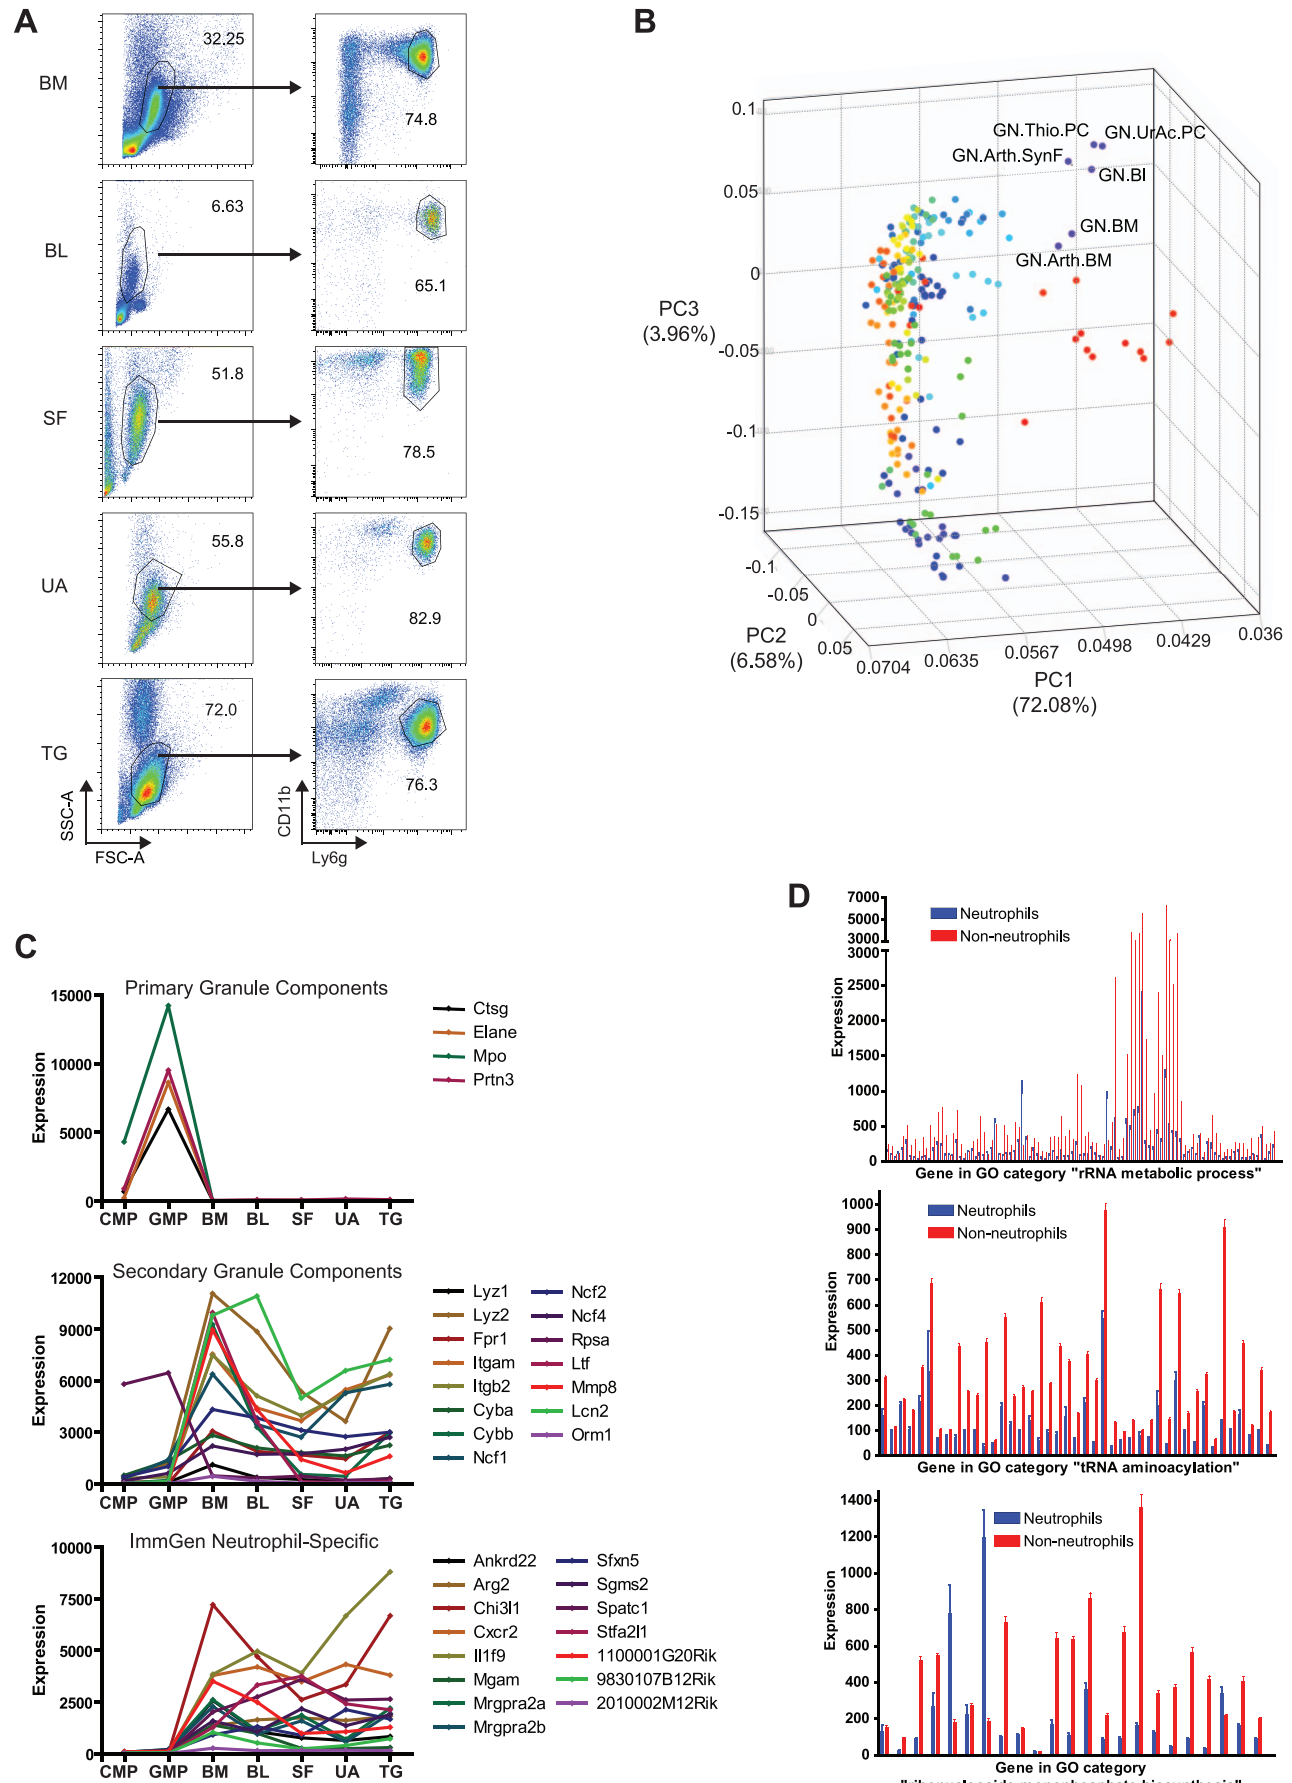 A
BM
32.25
74.8
BL
6.63
65.1
SF
51.8
78.5
UA
55.8
82.9
TG
72.0
76.3
SSC-A
FSC-A
CD11b
Ly6g
B
0.1
0.05
0
-0.05
-0.1
-0.15
PC3
(3.96%)
GN.Thio.PC
GN.UrAc.PC
GN.Arth.SynF
GN.Bl
GN.BM
GN.Arth.BM
-0.1
-0.05
0
0.05
PC2
(6.58%)
0.0704
0.0635
0.0567
0.0498
0.0429
0.036
PC1
(72.08%)
C
Primary Granule Components
Expression
15000
10000
5000
0
CMP GMP BM BL SF UA TG
Ctsg
Elane
Mpo
Prtn3
Secondary Granule Components
Expression
12000
9000
6000
3000
0
CMP GMP BM BL SF UA TG
Lyz1
Lyz2
Fpr1
Itgam
Itgb2
Cyba
Cybb
Ncf1
Ncf2
Ncf4
Rpsa
Ltf
Mmp8
Lcn2
Orm1
ImmGen Neutrophil-Specific
Expression
10000
7500
5000
2500
0
CMP GMP BM BL SF UA TG
Ankrd22
Arg2
Chi3l1
Cxcr2
Il1f9
Mgam
Mrgpra2a
Mrgpra2b
Sfxn5
Sgms2
Spatc1
Stfa2l1
1100001G20Rik
9830107B12Rik
2010002M12Rik
D
7000
5000
3000
3000
2500
2000
1500
1000
500
0
Expression
Neutrophils
Non-neutrophils
Gene in GO category "rRNA metabolic process"
1000
900
800
700
600
500
400
300
200
100
0
Expression
Neutrophils
Non-neutrophils
Gene in GO category "tRNA aminoacylation"
1400
1200
1000
800
600
400
200
0
Expression
Neutrophils
Non-neutrophils
Gene in GO category